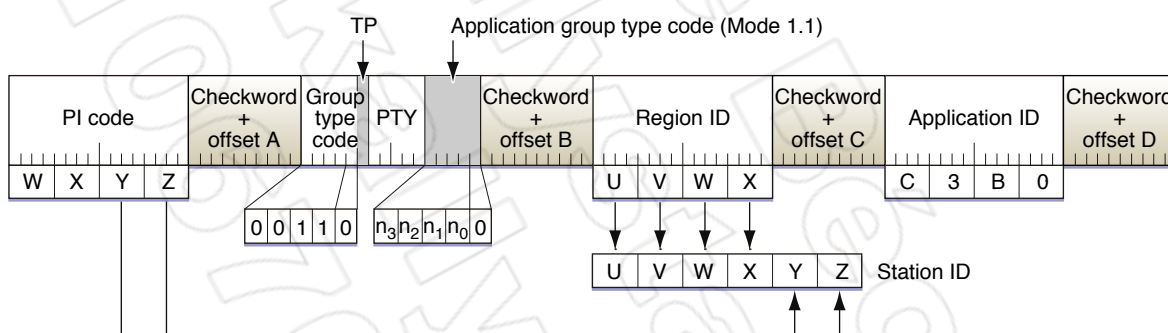 TP
Application group type code (Mode 1.1)
PI code
Checkword
+
offset A
Group
type
code
PTY
Checkword
+
offset B
Region ID
Checkword
+
offset C
Application ID
Checkword
+
offset D
W X Y Z
U V W X
C 3 B 0
0 0 1 1 0
n3 n2 n1 n0 0
U V W X Y Z
Station ID